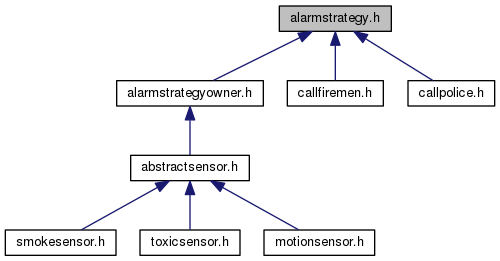 alarmstrategy.h
alarmstrategyowner.h
callfiremen.h
callpolice.h
abstractsensor.h
smokesensor.h
toxicsensor.h
motionsensor.h